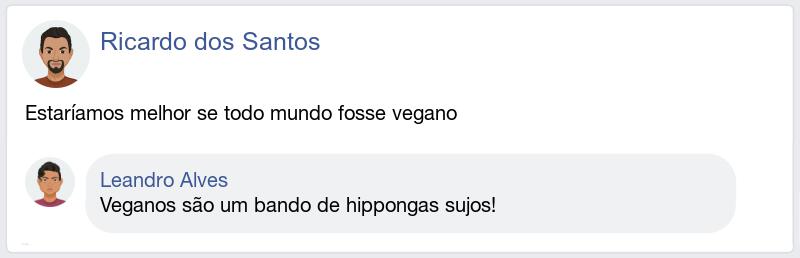 Ricardo dos Santos
Estaríamos melhor se todo mundo fosse vegano
Leandro Alves
Veganos são um bando de hippongas sujos!